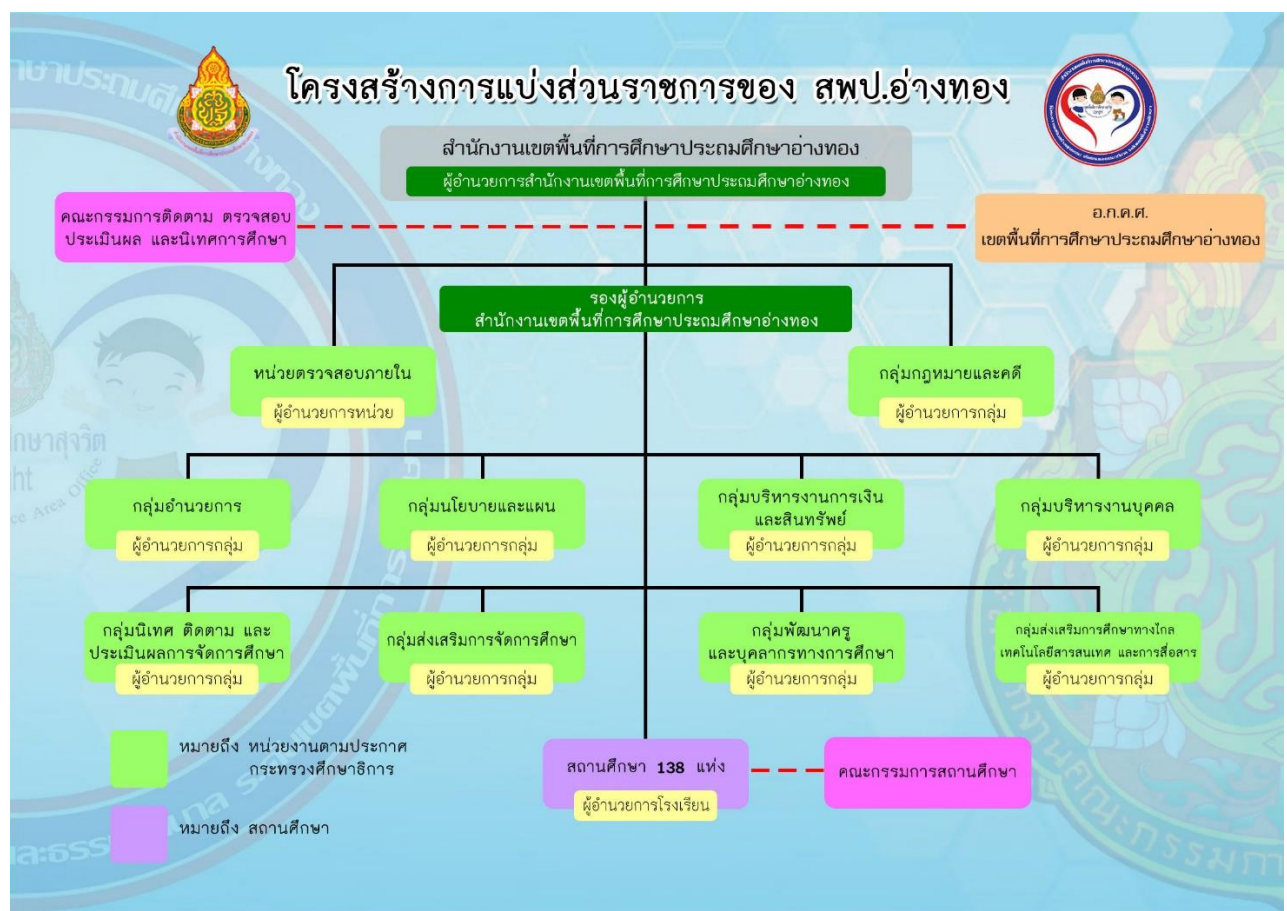 โครงสร้างการแบ่งส่วนราชการของ สพป.อ่างทอง
สำนักงานเขตพื้นที่การศึกษาประถมศึกษาอ่างทอง
ผู้อำนวยการสำนักงานเขตพื้นที่การศึกษาประถมศึกษาอ่างทอง
คณะกรรมการติดตาม ตรวจสอบ
ประเมินผล และนิเทศการศึกษา
อ.ก.ค.ศ.
เขตพื้นที่การศึกษาประถมศึกษาอ่างทอง
รองผู้อำนวยการ
สำนักงานเขตพื้นที่การศึกษาประถมศึกษาอ่างทอง
หน่วยตรวจสอบภายใน
ผู้อำนวยการหน่วย
กลุ่มกฎหมายและคดี
ผู้อำนวยการกลุ่ม
กลุ่มอำนวยการ
ผู้อำนวยการกลุ่ม
กลุ่มนโยบายและแผน
ผู้อำนวยการกลุ่ม
กลุ่มบริหารงานการเงิน
และสินทรัพย์
ผู้อำนวยการกลุ่ม
กลุ่มบริหารงานบุคคล
ผู้อำนวยการกลุ่ม
กลุ่มนิเทศ ติดตาม และ
ประเมินผลการจัดการศึกษา
ผู้อำนวยการกลุ่ม
กลุ่มส่งเสริมการจัดการศึกษา
ผู้อำนวยการกลุ่ม
กลุ่มพัฒนาครู
และบุคลากรทางการศึกษา
ผู้อำนวยการกลุ่ม
กลุ่มส่งเสริมการศึกษาทางไกล
เทคโนโลยีสารสนเทศ และการสื่อสาร
ผู้อำนวยการกลุ่ม
หมายถึง หน่วยงานตามประกาศ
กระทรวงศึกษาธิการ
หมายถึง สถานศึกษา
สถานศึกษา 138 แห่ง
ผู้อำนวยการโรงเรียน
คณะกรรมการสถานศึกษา